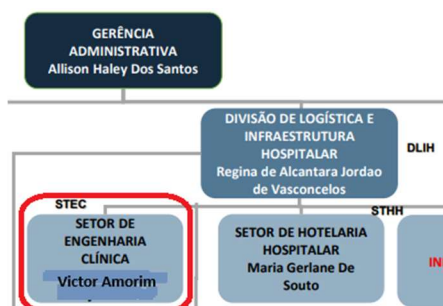 GERÊNCIA
ADMINISTRATIVA
Allison Haley Dos Santos
DIVISÃO DE LOGÍSTICA E
INFRAESTRUTURA
HOSPITALAR
Regina de Alcantara Jordao
de Vasconcelos
DLIH
STEC
SETOR DE
ENGENHARIA
CLÍNICA
Victor Amorim
STHH
SETOR DE HOTELARIA
HOSPITALAR
Maria Gerlane De
Souto